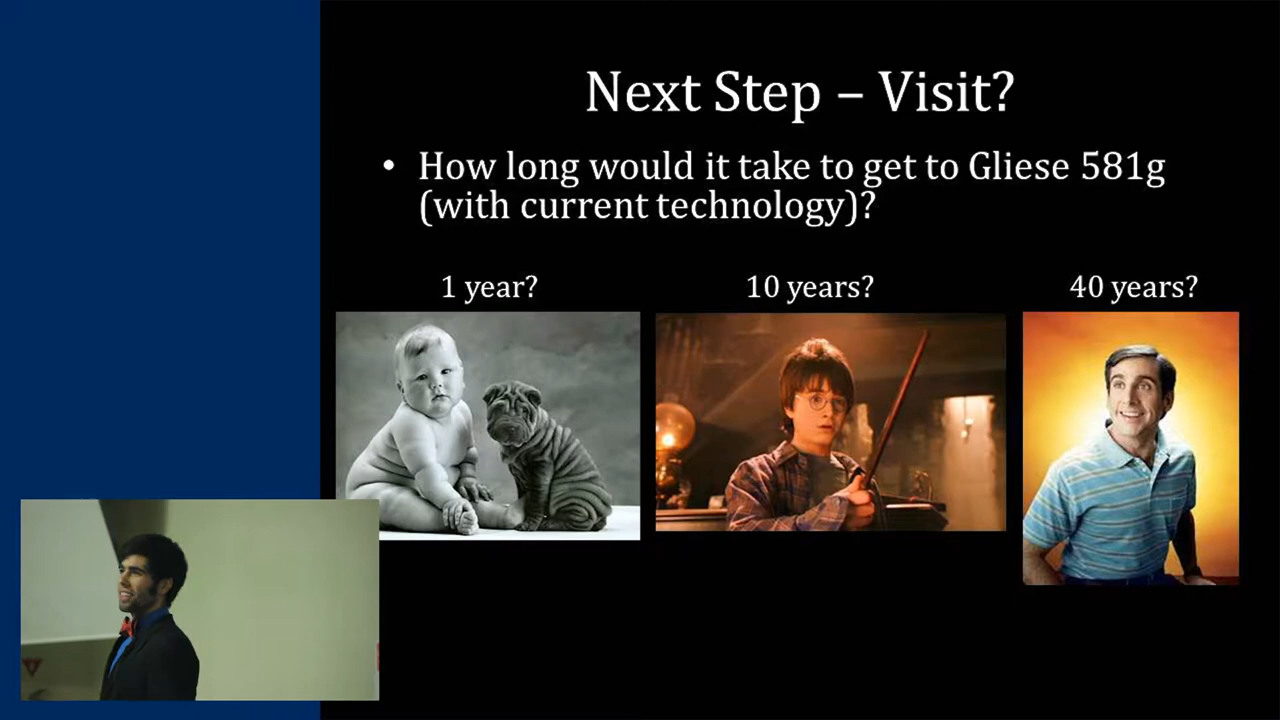 Next Step – Visit?
• How long would it take to get to Gliese 581g
(with current technology)?
1 year?
10 years?
40 years?